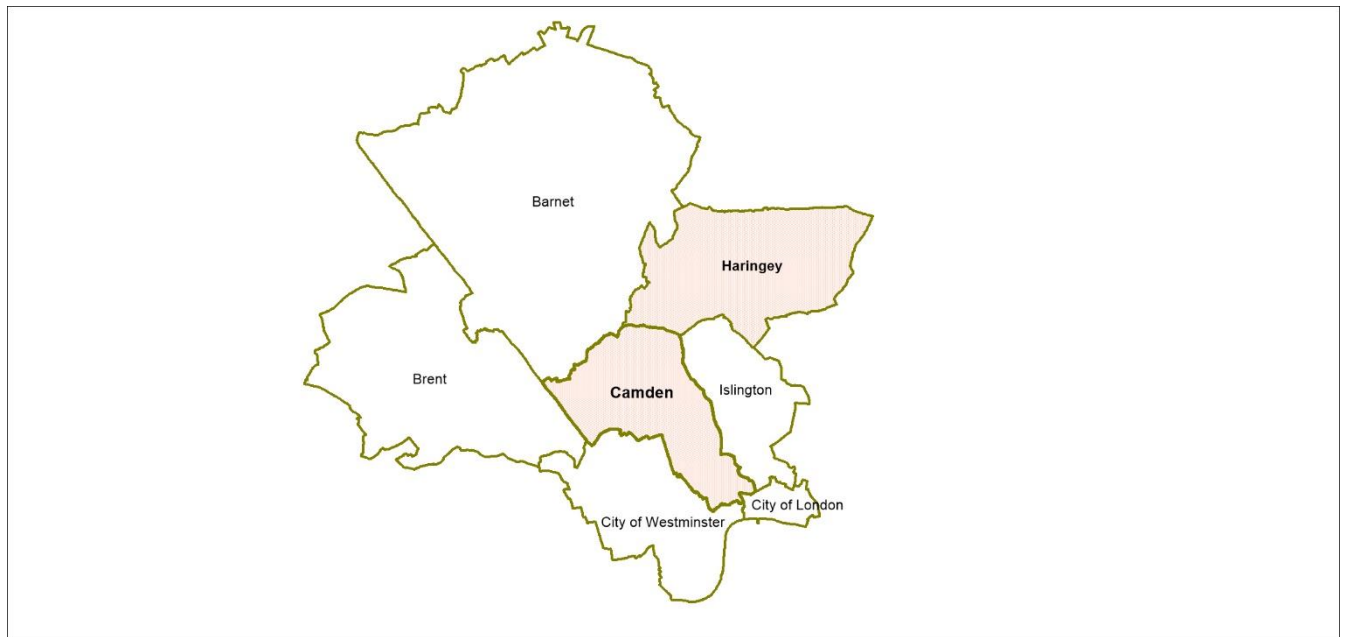 Barnet
Haringey
Brent
Camden
Islington
City of London
City of Westminster